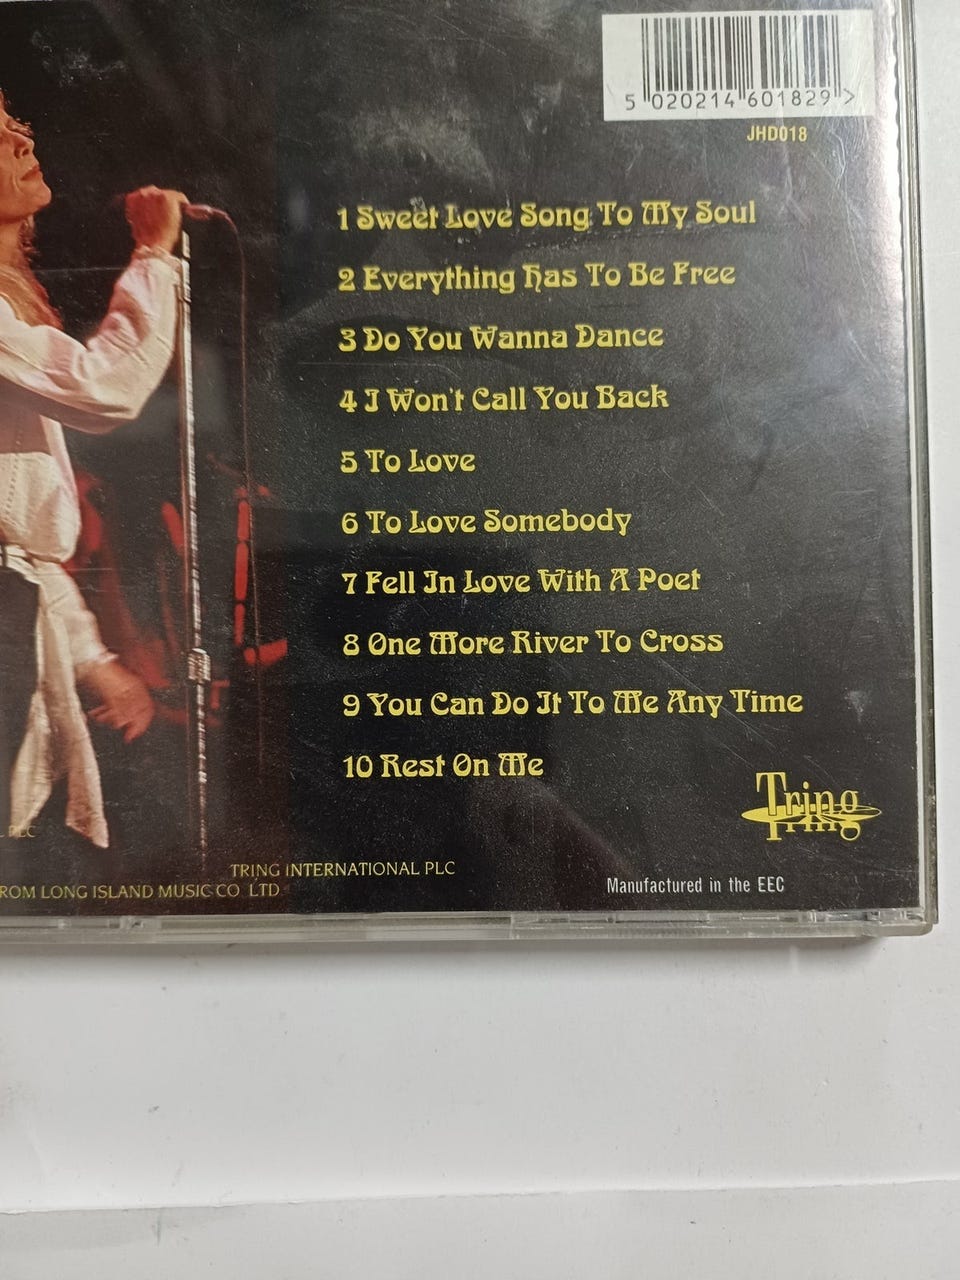 5 020214 601829 >
JHD018
1 Sweet Love Song To My Soul
2 Everything Has To Be Free
3 Do You Wanna Dance
4 I Won't Call You Back
5 To Love
6 To Love Somebody
7 Fell In Love With A Poet
8 One More River To Cross
9 You Can Do It To Me Any Time
10 Rest On Me
Tring
PLC
TRING INTERNATIONAL PLC
ROM LONG ISLAND MUSIC CO LTD
Manufactured in the EEC